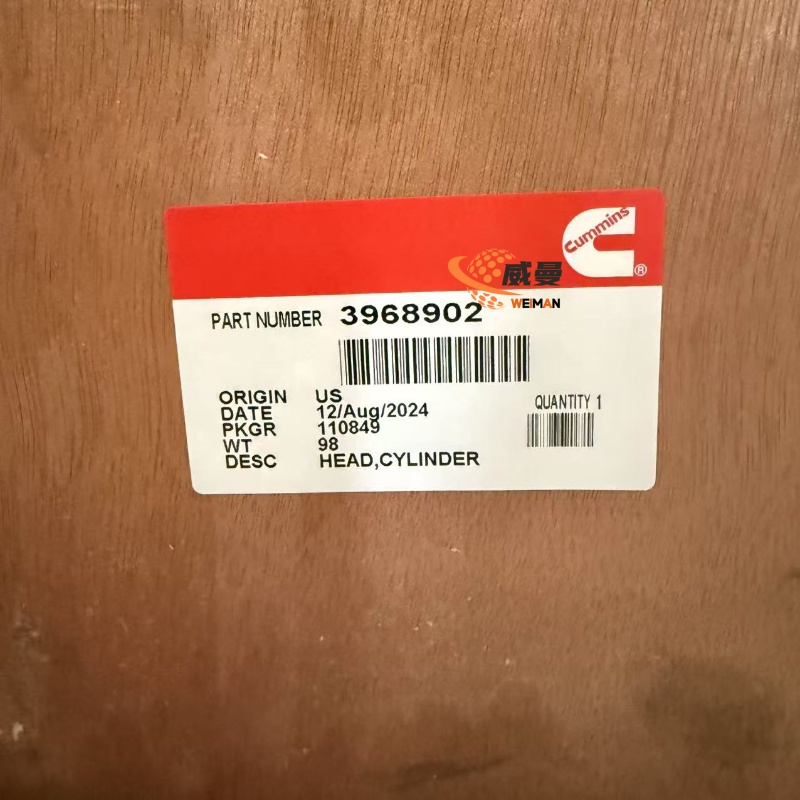 Cummins
®
威曼
WEIMAN
PART NUMBER 3968902
ORIGIN US
DATE 12/Aug/2024
QUANTITY 1
PKGR 110849
WT 98
DESC HEAD,CYLINDER